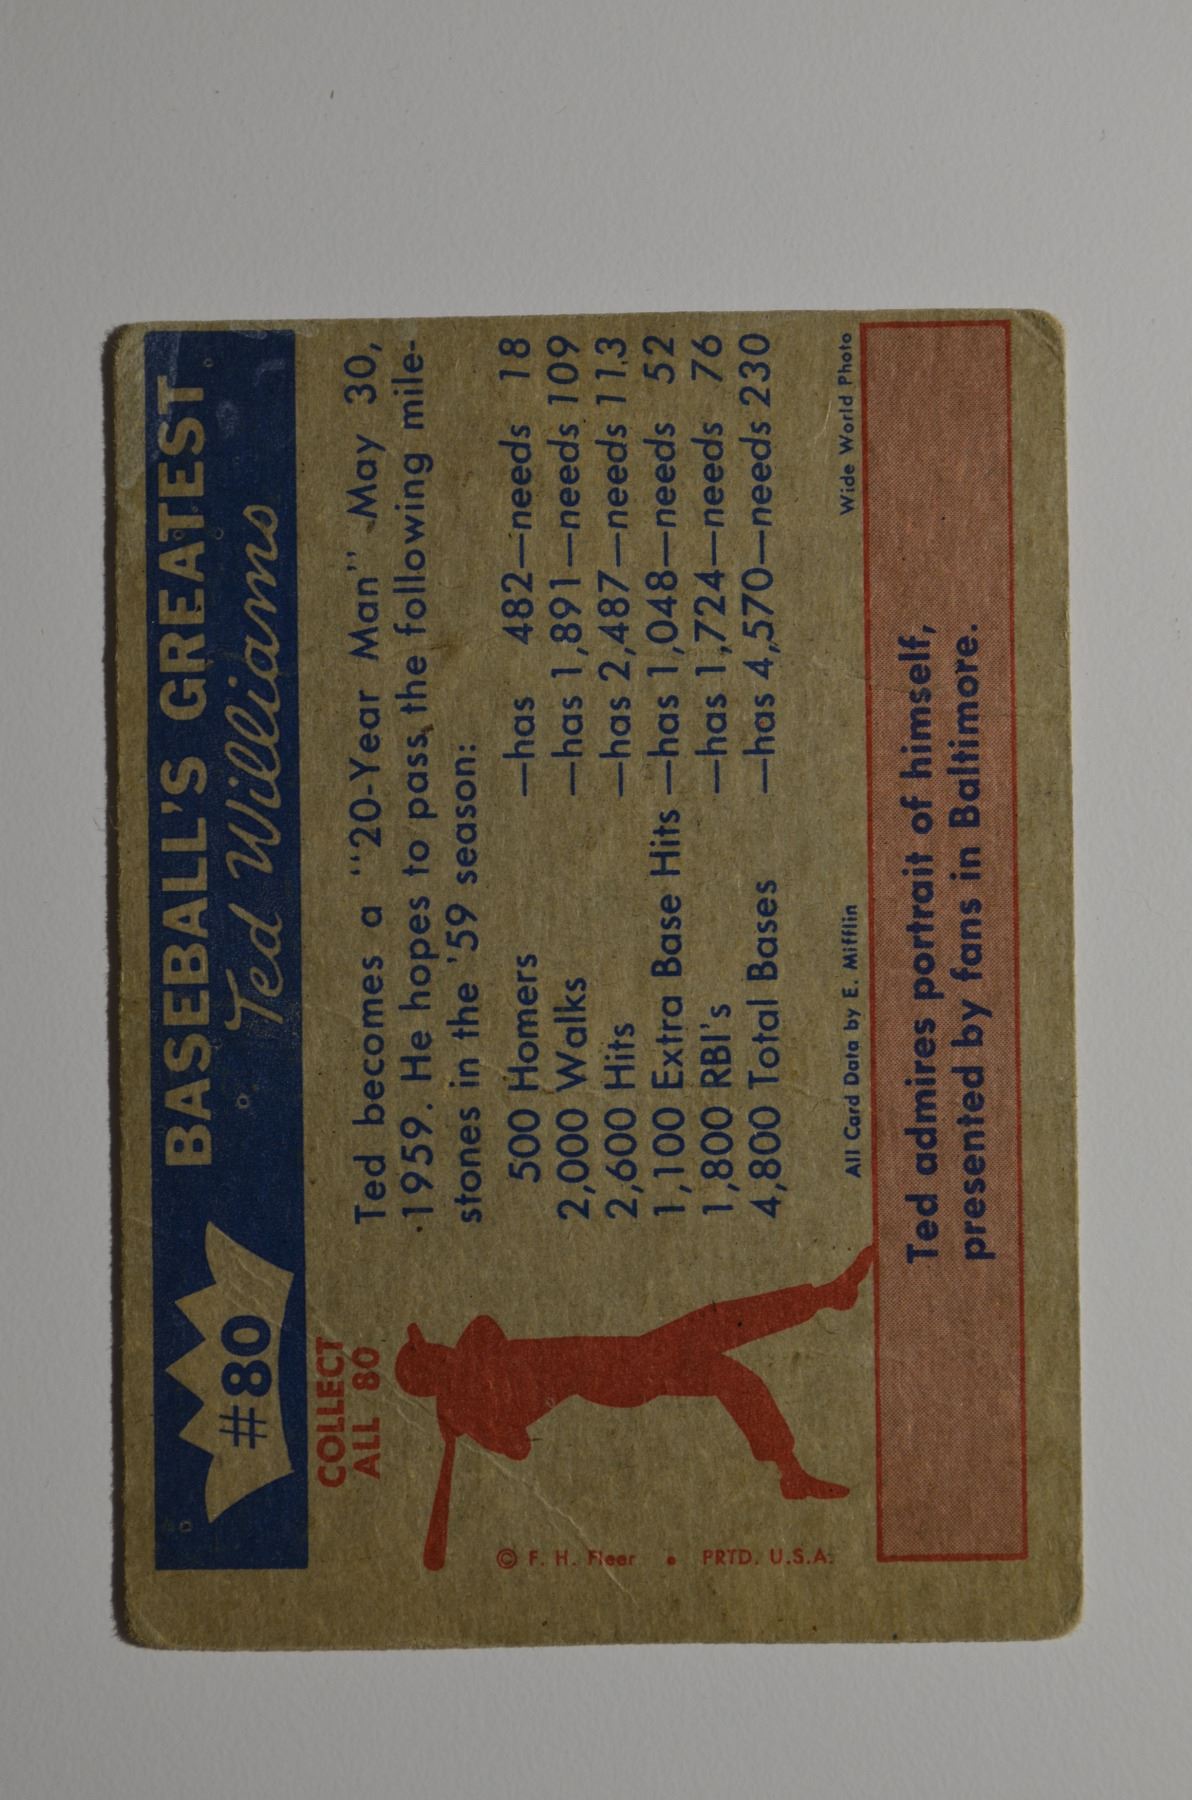 #80
BASEBALL'S GREATEST
Ted Williams
COLLECT
ALL 80
Ted becomes a "20-Year Man" May 30,
1959. He hopes to pass the following mile-
stones in the '59 season:
500 Homers —has 482—needs 18
2,000 Walks —has 1,891—needs 109
2,600 Hits —has 2,487—needs 113
1,100 Extra Base Hits —has 1,048—needs 52
1,800 RBI's —has 1,724—needs 76
4,800 Total Bases —has 4,570—needs 230
All Card Data by E. Mifflin Wide World Photo
© F. H. Fleer • PRTD. U.S.A.
Ted admires portrait of himself,
presented by fans in Baltimore.